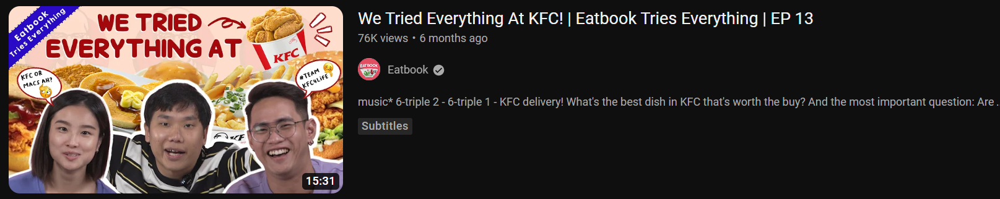 Eatbook
Tries Everything
WE TRIED
EVERYTHING AT
KFC
KFC OR
MACS AH?
#TEAM
KFC4LIFE
KFC
15:31
We Tried Everything At KFC! | Eatbook Tries Everything | EP 13
76K views • 6 months ago
EATBOOK
Eatbook
music* 6-triple 2 - 6-triple 1 - KFC delivery! What's the best dish in KFC that's worth the buy? And the most important question: Are ...
Subtitles